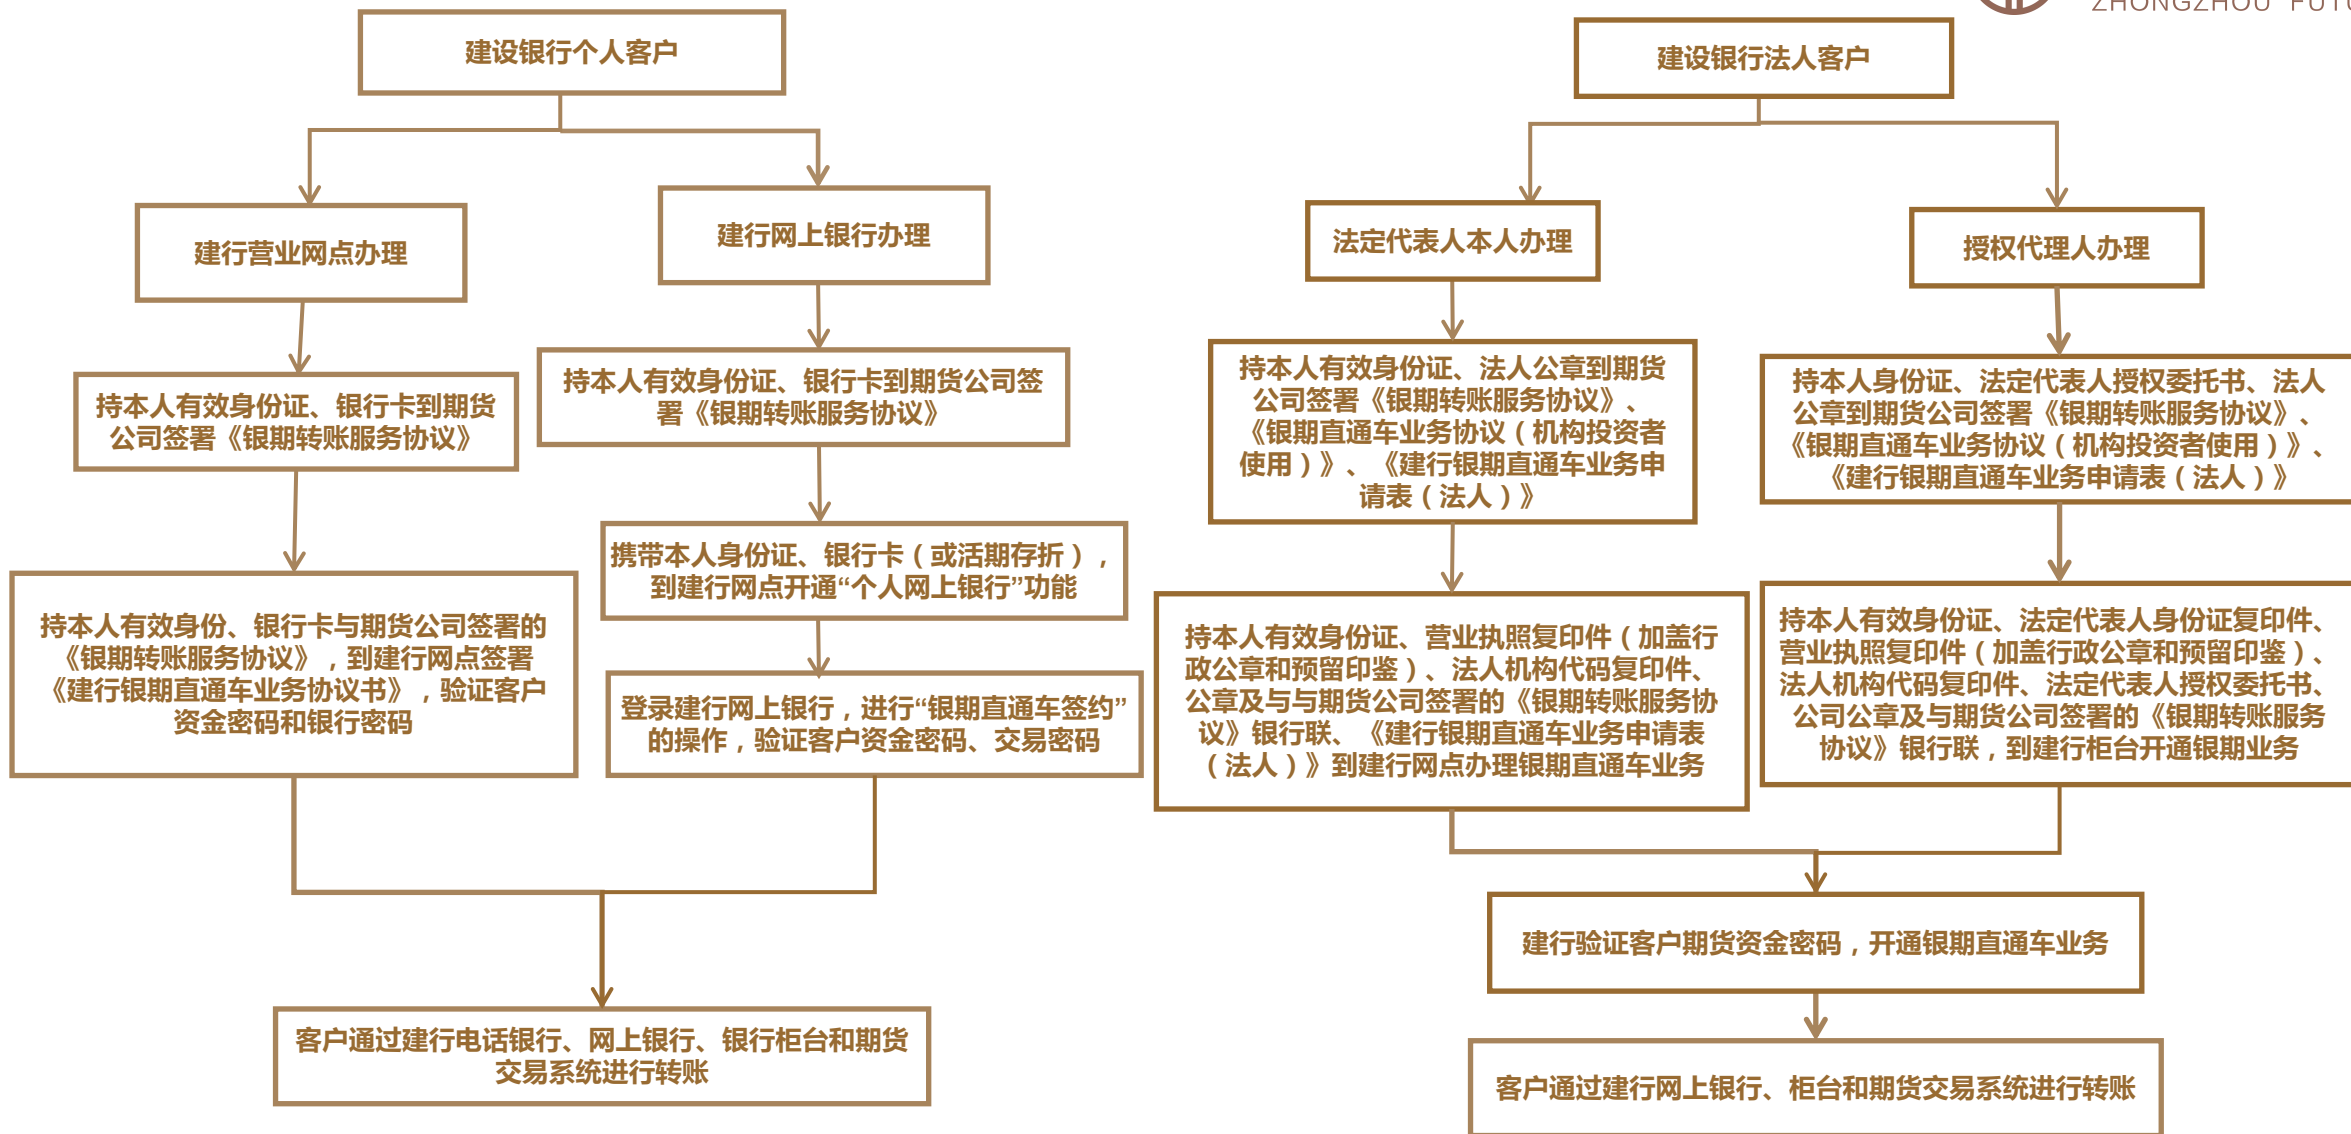 ZHONGZHOU FUTU
建设银行个人客户
建行营业网点办理
建行网上银行办理
持本人有效身份证、银行卡到期货
公司签署《银期转账服务协议》
持本人有效身份证、银行卡到期货公司签
署《银期转账服务协议》
携带本人身份证、银行卡（或活期存折），
到建行网点开通“个人网上银行”功能
持本人有效身份、银行卡与期货公司签署的
《银期转账服务协议》，到建行网点签署
《建行银期直通车业务协议书》，验证客户
资金密码和银行密码
登录建行网上银行，进行“银期直通车签约”
的操作，验证客户资金密码、交易密码
客户通过建行电话银行、网上银行、银行柜台和期货
交易系统进行转账
建设银行法人客户
法定代表人本人办理
授权代理人办理
持本人有效身份证、法人公章到期货
公司签署《银期转账服务协议》、
《银期直通车业务协议（机构投资者
使用）》、《建行银期直通车业务申
请表（法人）》
持本人身份证、法定代表人授权委托书、法人
公章到期货公司签署《银期转账服务协议》、
《银期直通车业务协议（机构投资者使用）》、
《建行银期直通车业务申请表（法人）》
持本人有效身份证、营业执照复印件（加盖行
政公章和预留印鉴）、法人机构代码复印件、
公章及与与期货公司签署的《银期转账服务协
议》银行联、《建行银期直通车业务申请表
（法人）》到建行网点办理银期直通车业务
持本人有效身份证、法定代表人身份证复印件、
营业执照复印件（加盖行政公章和预留印鉴）、
法人机构代码复印件、法定代表人授权委托书、
公司公章及与期货公司签署的《银期转账服务
协议》银行联，到建行柜台开通银期业务
建行验证客户期货资金密码，开通银期直通车业务
客户通过建行网上银行、柜台和期货交易系统进行转账